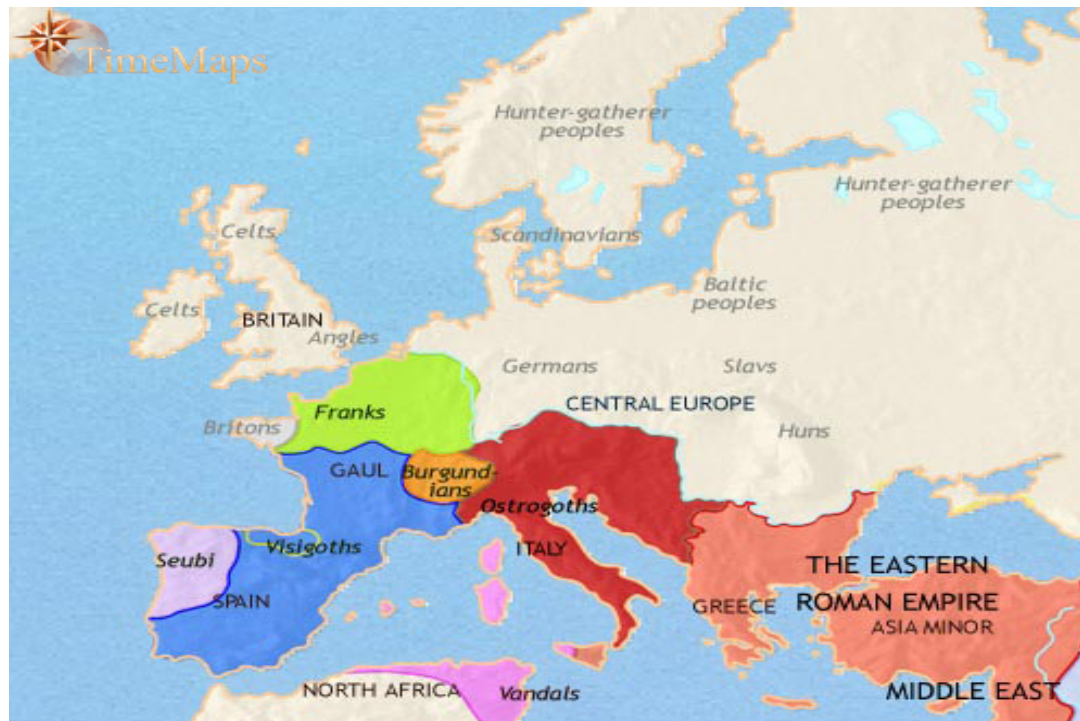 TimeMaps
Hunter-gatherer
peoples
Hunter-gatherer
peoples
Celts
Scandinavians
Celts
BRITAIN
Angles
Baltic
peoples
Germans
Slavs
Franks
CENTRAL EUROPE
Britons
Huns
GAUL
Burgund-
ians
Ostrogoths
Visigoths
ITALY
Seubi
SPAIN
THE EASTERN
ROMAN EMPIRE
GREECE
ASIA MINOR
NORTH AFRICA
Vandals
MIDDLE EAST